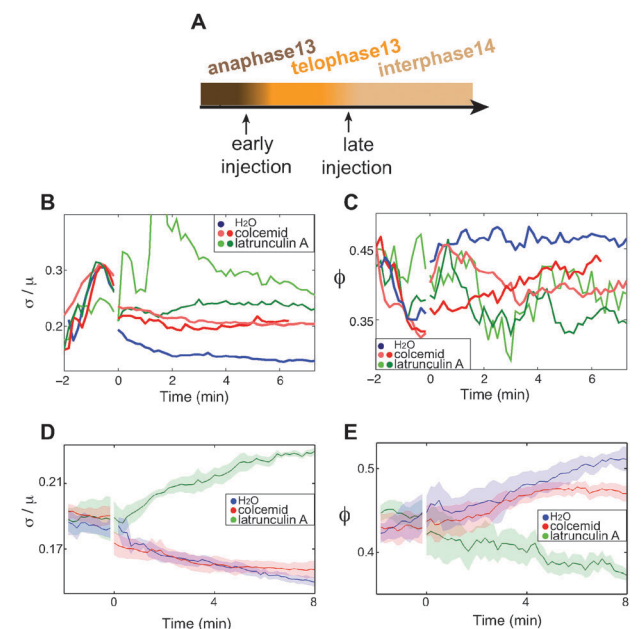 A
anaphase13
telophase13
interphase14
early
injection
late
injection
B
σ / μ
0.3
0.2
H2O
colcemid
latrunculin A
-2
0
2
4
6
Time (min)
C
ϕ
0.45
0.35
H2O
colcemid
latrunculin A
-2
0
2
4
6
Time (min)
D
σ / μ
0.21
0.17
H2O
colcemid
latrunculin A
0
4
8
Time (min)
E
ϕ
0.5
0.4
H2O
colcemid
latrunculin A
0
4
8
Time (min)